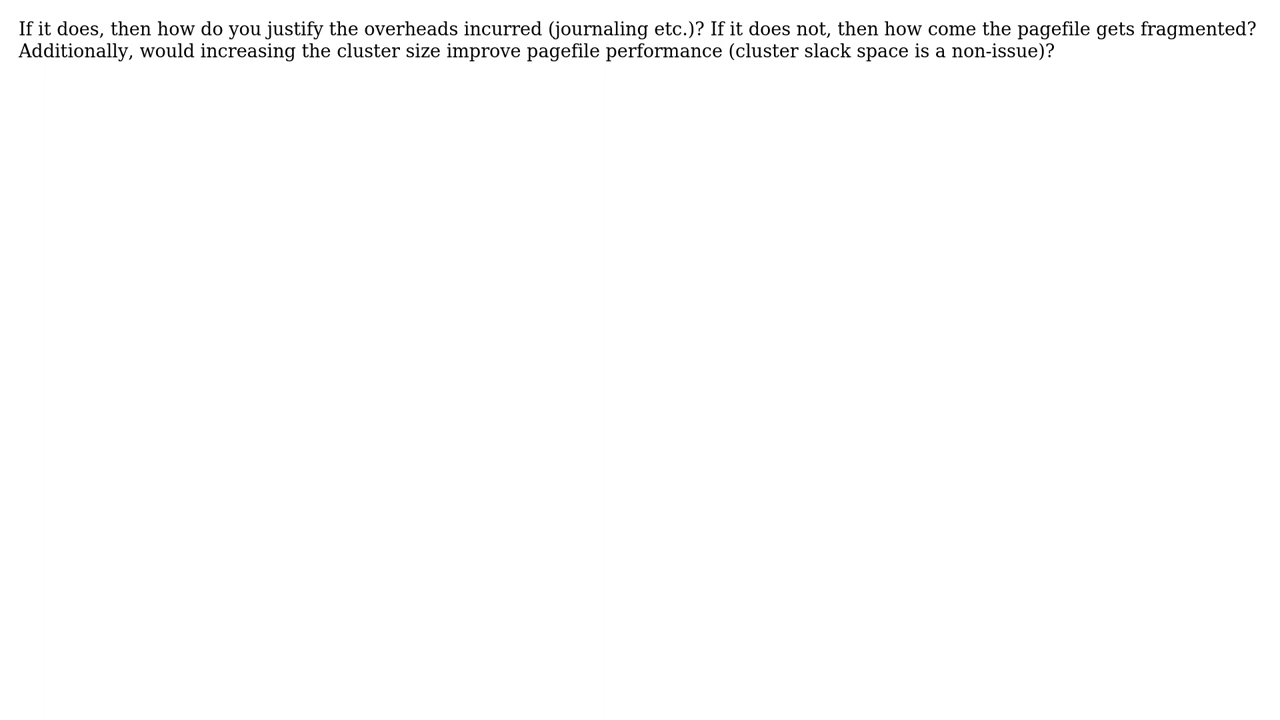 If it does, then how do you justify the overheads incurred (journaling etc.)? If it does not, then how come the pagefile gets fragmented?
Additionally, would increasing the cluster size improve pagefile performance (cluster slack space is a non-issue)?